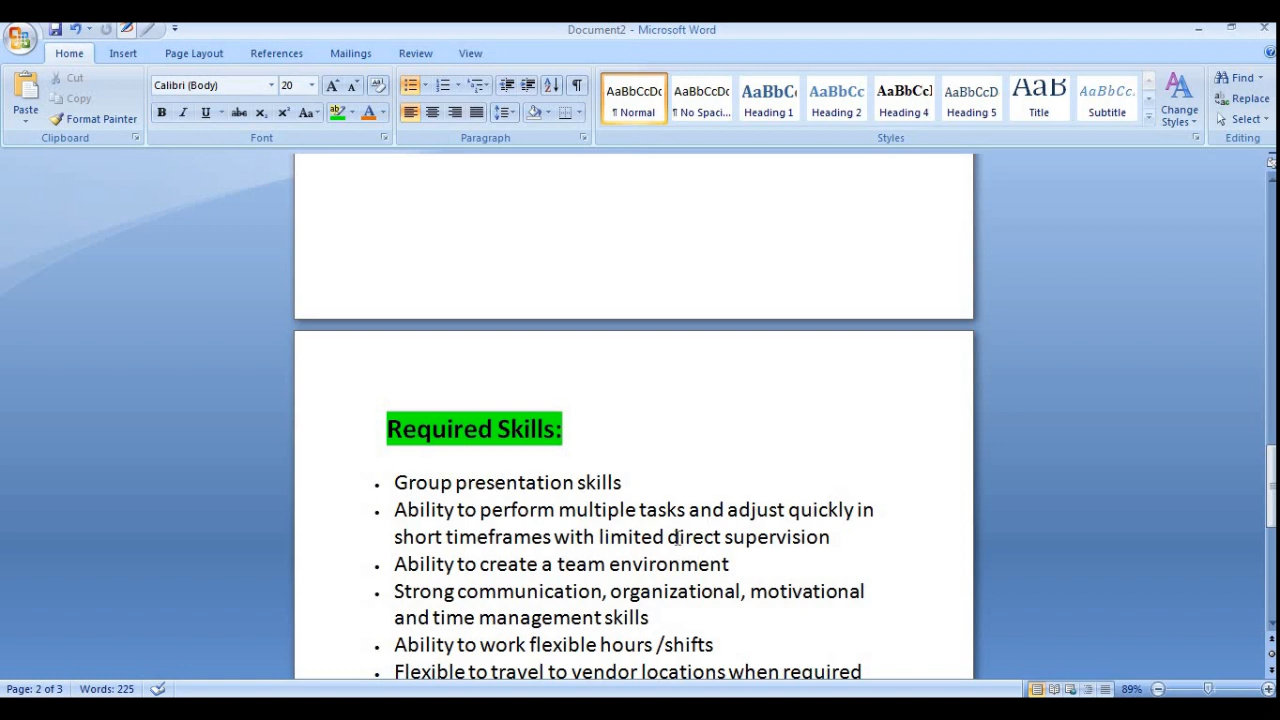 Document2 - Microsoft Word
Home Insert Page Layout References Mailings Review View
Paste
Cut
Copy
Format Painter
Clipboard
Calibri (Body) 20
B I U abc x₂ x² Aa
Font
Paragraph
AaBbCcDc AaBbCcDc AaBbC AaBbCc AaBbCcI AaBbCcD AaB AaBbCc.
¶ Normal ¶ No Spaci... Heading 1 Heading 2 Heading 4 Heading 5 Title Subtitle
Change Styles
Styles
Find
Replace
Select
Editing
Required Skills:
• Group presentation skills
• Ability to perform multiple tasks and adjust quickly in
short timeframes with limited direct supervision
• Ability to create a team environment
• Strong communication, organizational, motivational
and time management skills
• Ability to work flexible hours /shifts
• Flexible to travel to vendor locations when required
Page: 2 of 3 Words: 225 89%